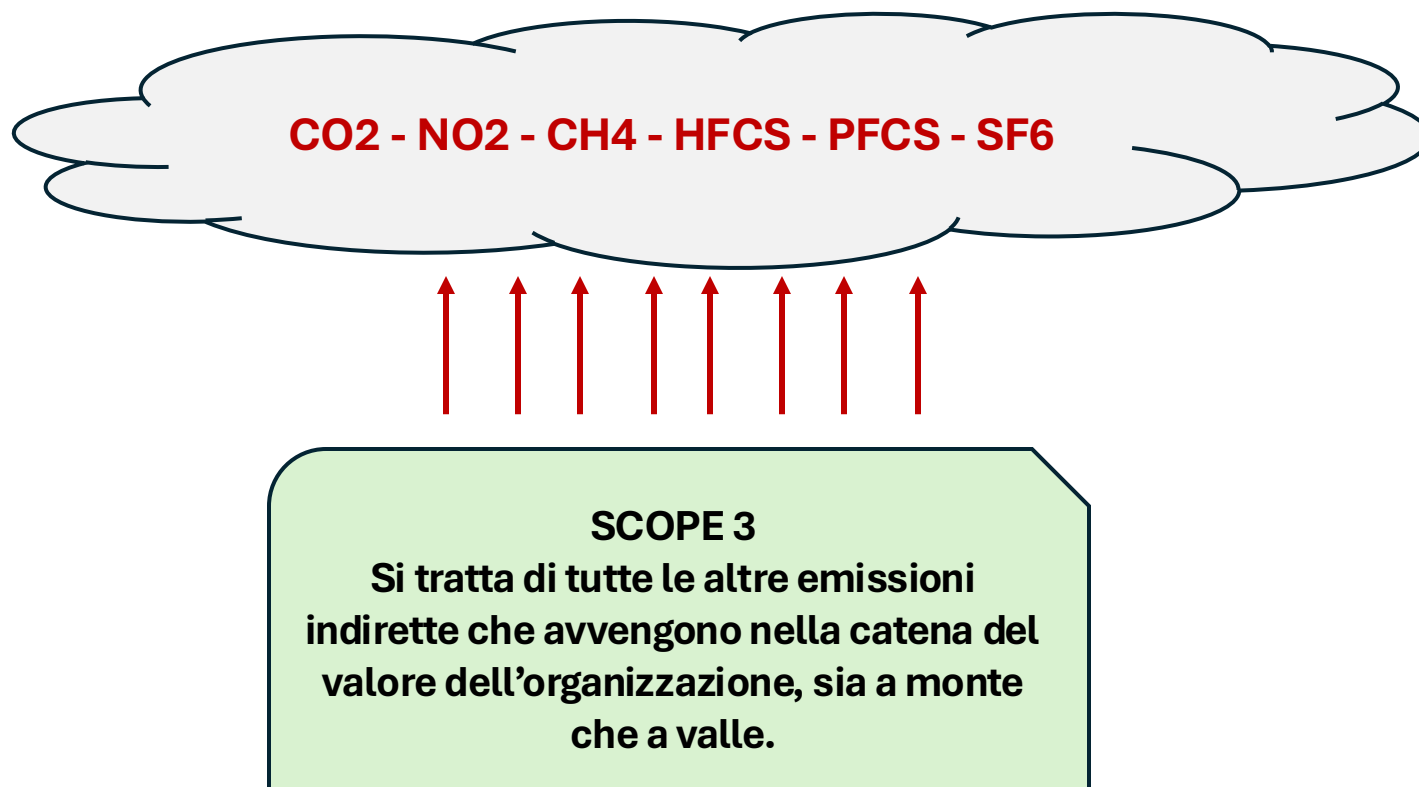 CO2 - NO2 - CH4 - HFCS - PFCS - SF6
SCOPE 3
Si tratta di tutte le altre emissioni
indirette che avvengono nella catena del
valore dell’organizzazione, sia a monte
che a valle.